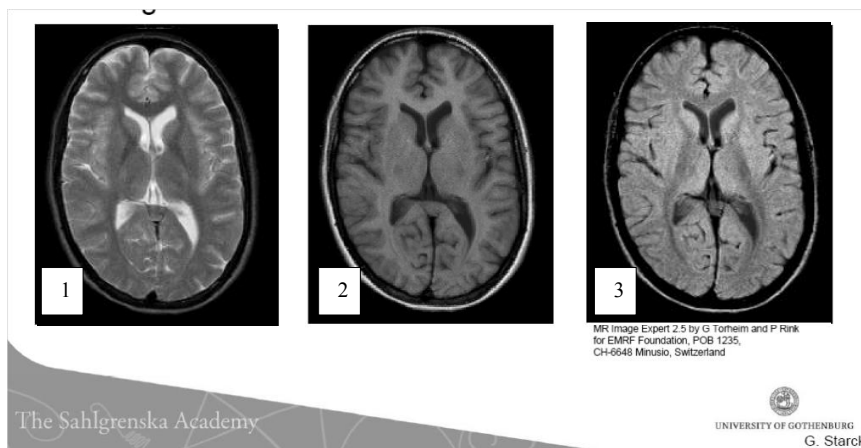 1
2
3
MR Image Expert 2.5 by G Torheim and P Rink
for EMRF Foundation, POB 1235,
CH-6648 Minusio, Switzerland
The Sahlgrenska Academy
UNIVERSITY OF GOTHENBURG
G. Starck